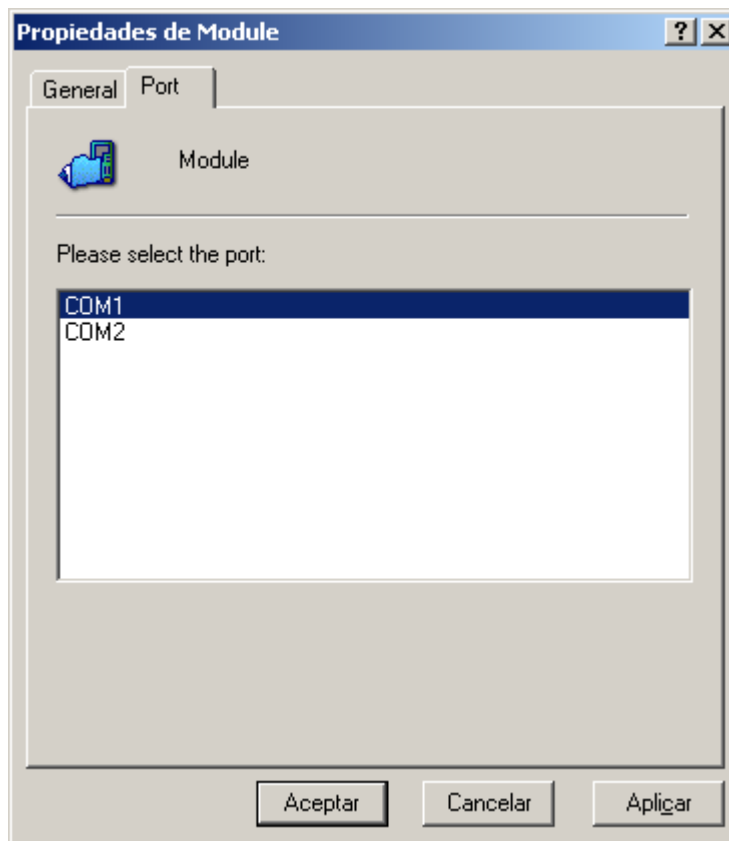 Propiedades de Module
General Port
Module
Please select the port:
COM1
COM2
Aceptar Cancelar Aplicar